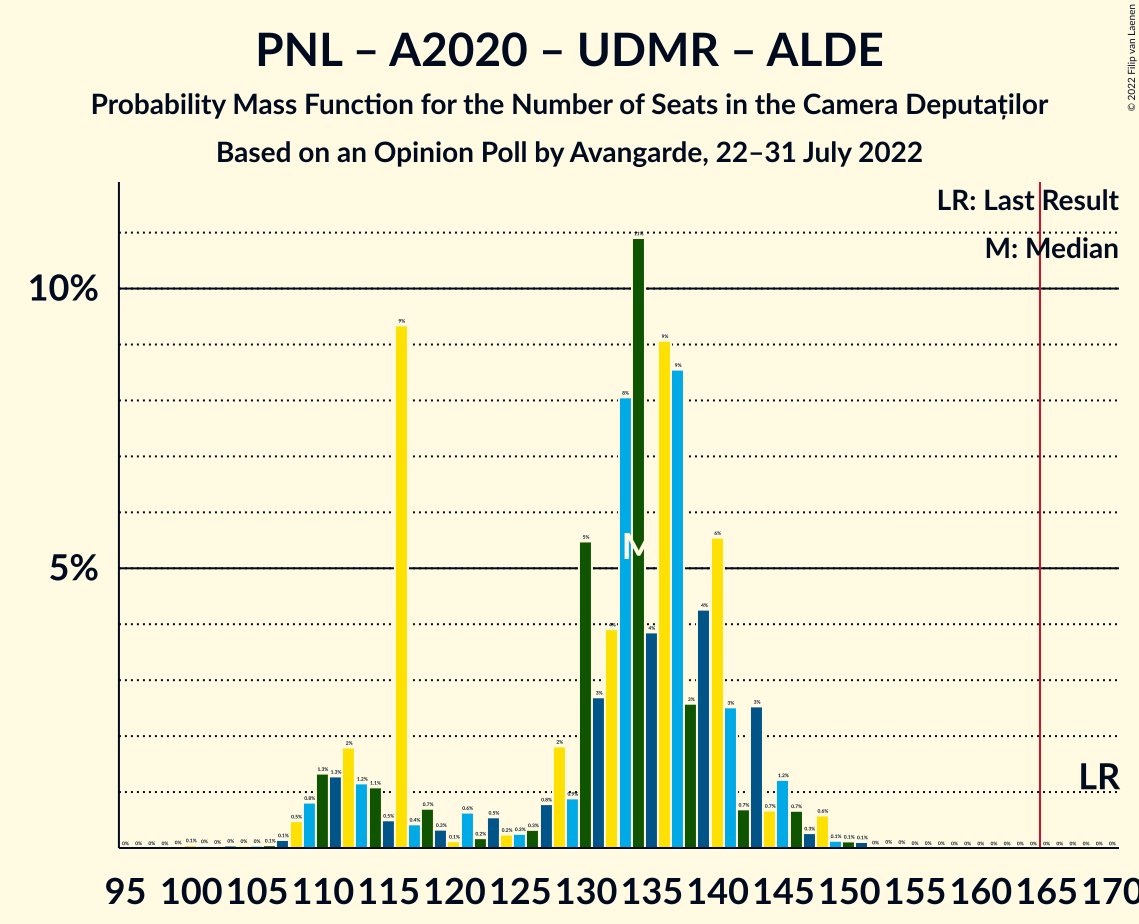 PNL – A2020 – UDMR – ALDE
Probability Mass Function for the Number of Seats in the Camera Deputaților
Based on an Opinion Poll by Avangarde, 22–31 July 2022
© 2022 Filip van Laenen
LR: Last Result
M: Median
10%
5%
M
LR
95 100 105 110 115 120 125 130 135 140 145 150 155 160 165 170